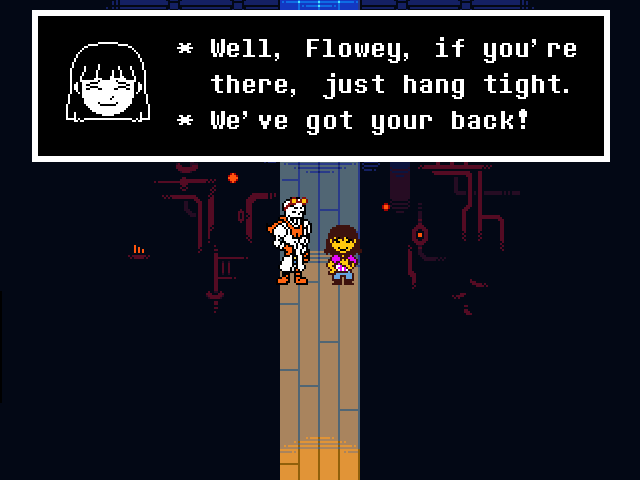 * Well, Flowey, if you're
there, just hang tight.
* We've got your back!